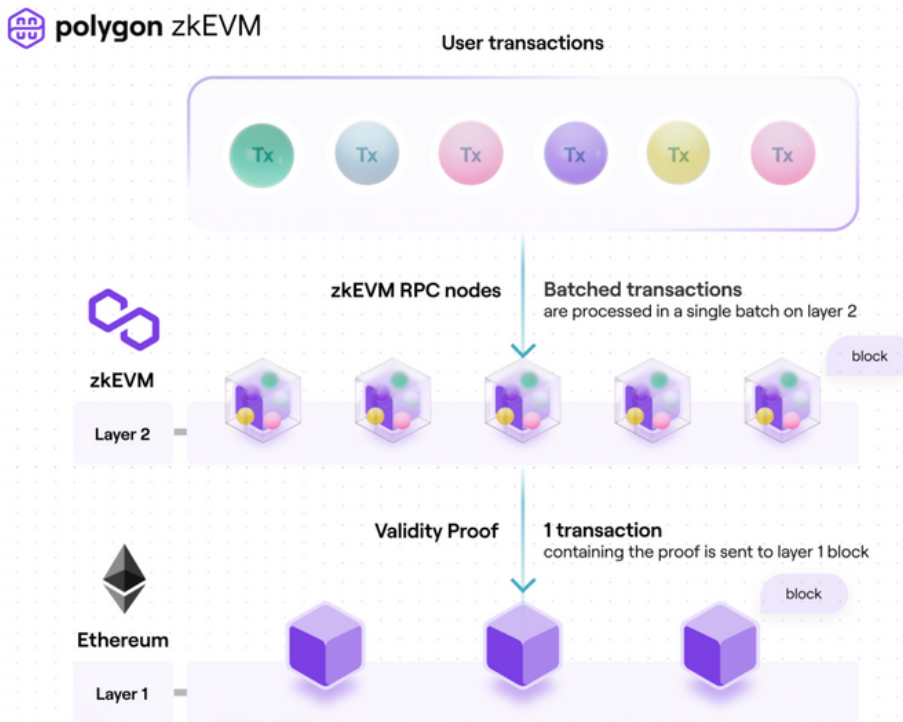 polygon zkEVM
User transactions
Tx Tx Tx Tx Tx Tx
zkEVM RPC nodes
Batched transactions
are processed in a single batch on layer 2
block
zkEVM
Layer 2
Validity Proof
1 transaction
containing the proof is sent to layer 1 block
block
Ethereum
Layer 1